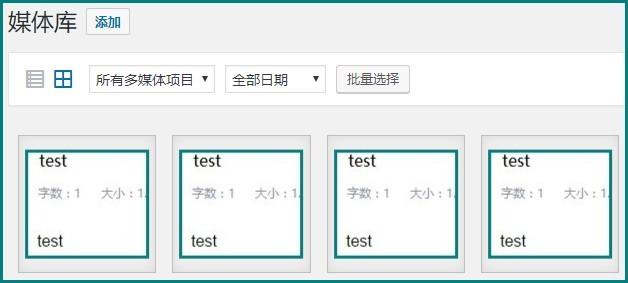 媒体库 添加
所有多媒体项目 全部日期 批量选择
test test test test
字数：1 大小：1. 字数：1 大小：1. 字数：1 大小：1. 字数：1 大小：1.
test test test test